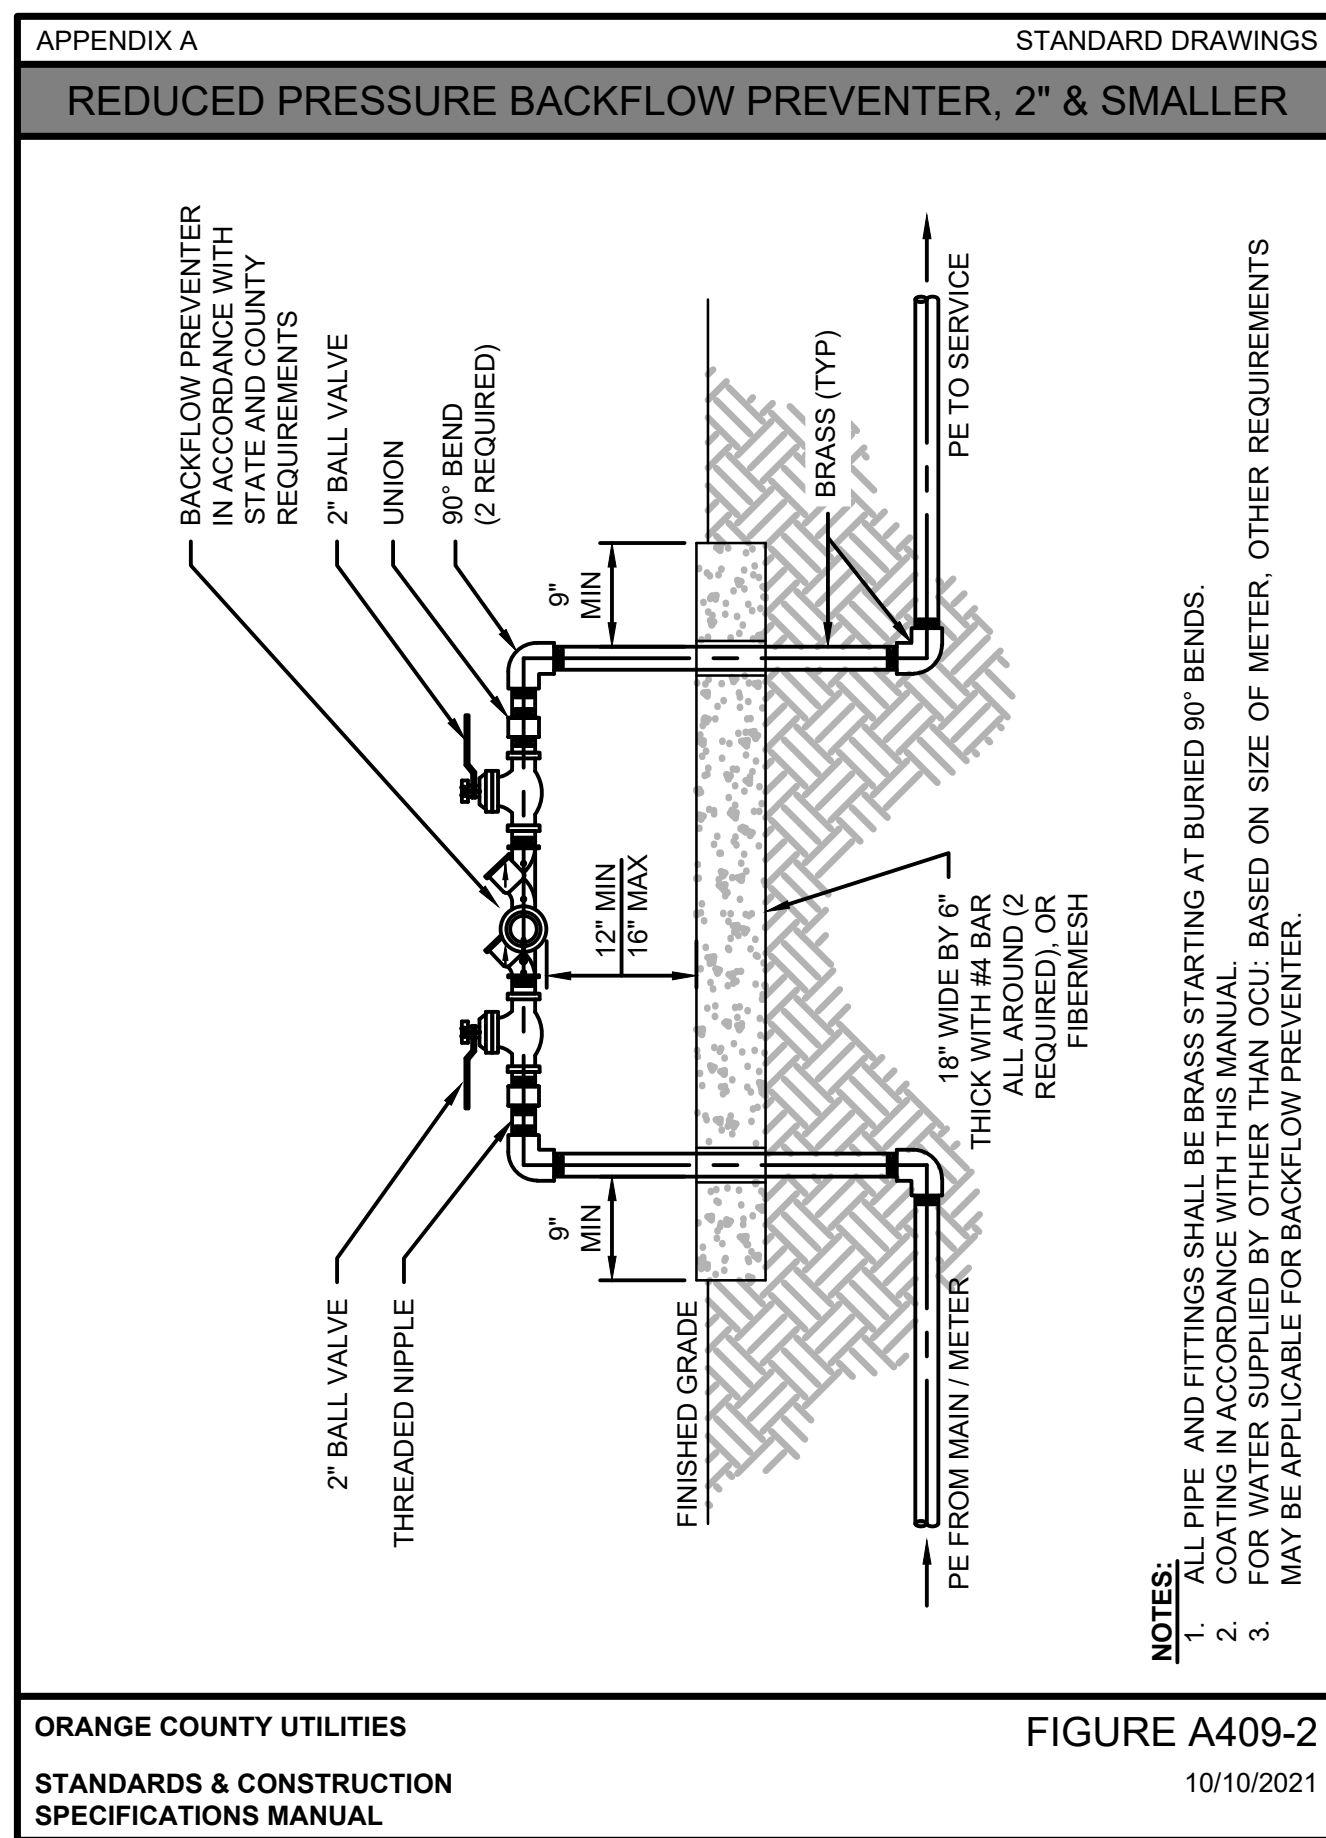 APPENDIX A
STANDARD DRAWINGS
REDUCED PRESSURE BACKFLOW PREVENTER, 2" & SMALLER
BACKFLOW PREVENTER
IN ACCORDANCE WITH
STATE AND COUNTY
REQUIREMENTS
2" BALL VALVE
UNION
90° BEND
(2 REQUIRED)
2" BALL VALVE
THREADED NIPPLE
9"
MIN
9"
MIN
12" MIN
16" MAX
FINISHED GRADE
BRASS (TYP)
PE TO SERVICE
PE FROM MAIN / METER
18" WIDE BY 6"
THICK WITH #4 BAR
ALL AROUND (2
REQUIRED), OR
FIBERMESH
NOTES:
1. ALL PIPE AND FITTINGS SHALL BE BRASS STARTING AT BURIED 90° BENDS.
2. COATING IN ACCORDANCE WITH THIS MANUAL.
3. FOR WATER SUPPLIED BY OTHER THAN OCU: BASED ON SIZE OF METER, OTHER REQUIREMENTS
MAY BE APPLICABLE FOR BACKFLOW PREVENTER.
ORANGE COUNTY UTILITIES
FIGURE A409-2
STANDARDS & CONSTRUCTION
SPECIFICATIONS MANUAL
10/10/2021